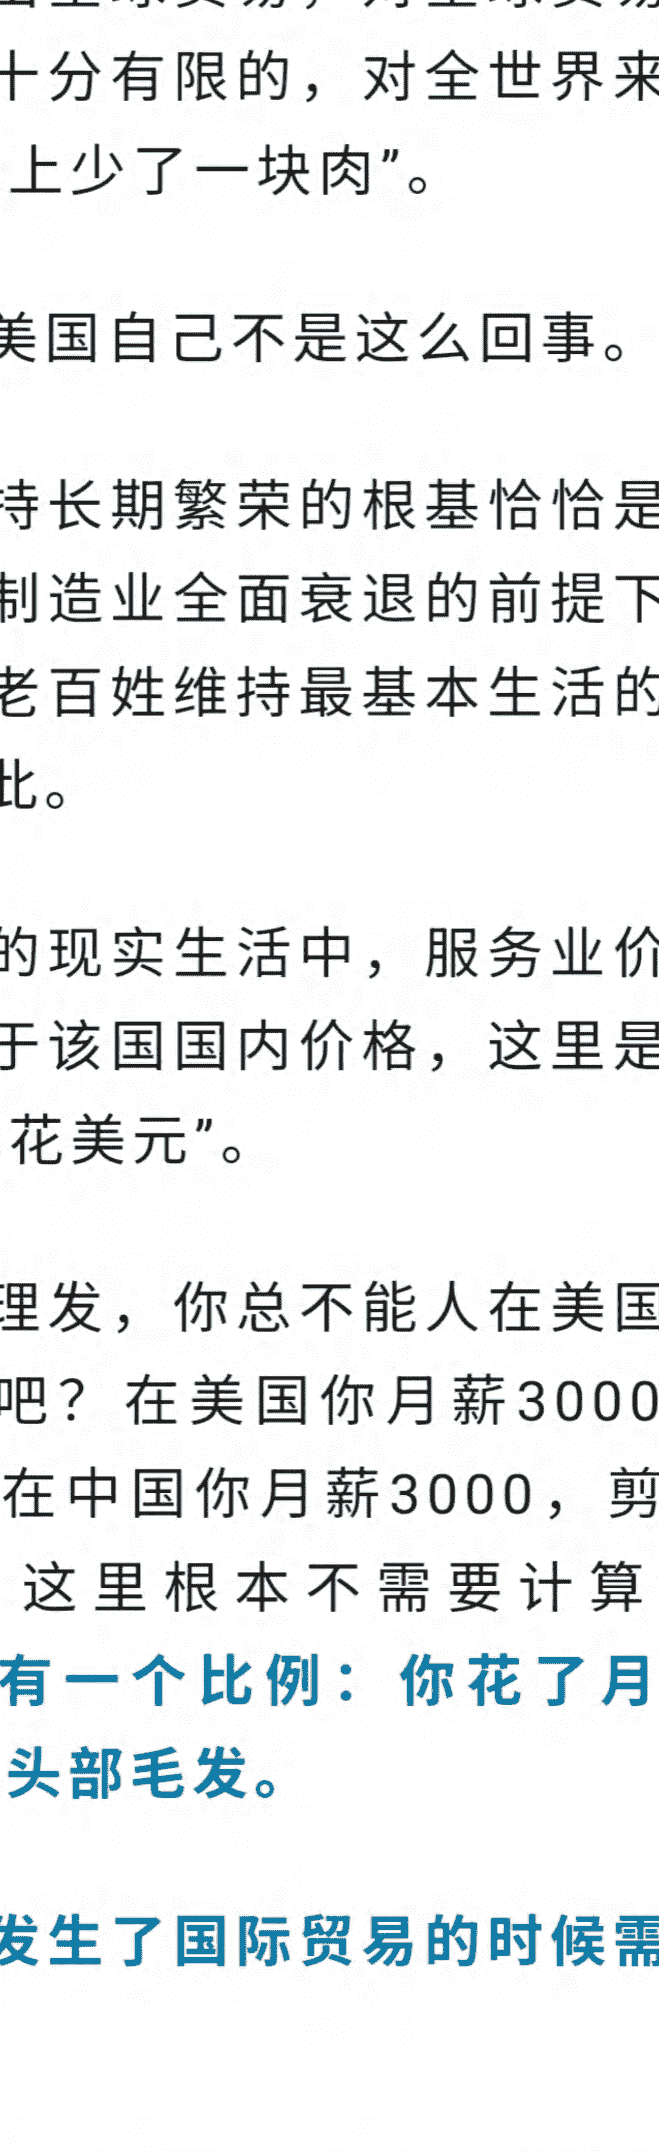 十分有限的，对全世界来
上少了一块肉”。
美国自己不是这么回事。
持长期繁荣的根基恰恰是
制造业全面衰退的前提下
老百姓维持最基本生活的
比。
的现实生活中，服务业价
于该国国内价格，这里是
花美元”。
理发，你总不能人在美国
吧？在美国你月薪3000
在中国你月薪3000，剪
这里根本不需要计算
有一个比例：你花了月
头部毛发。
发生了国际贸易的时候需